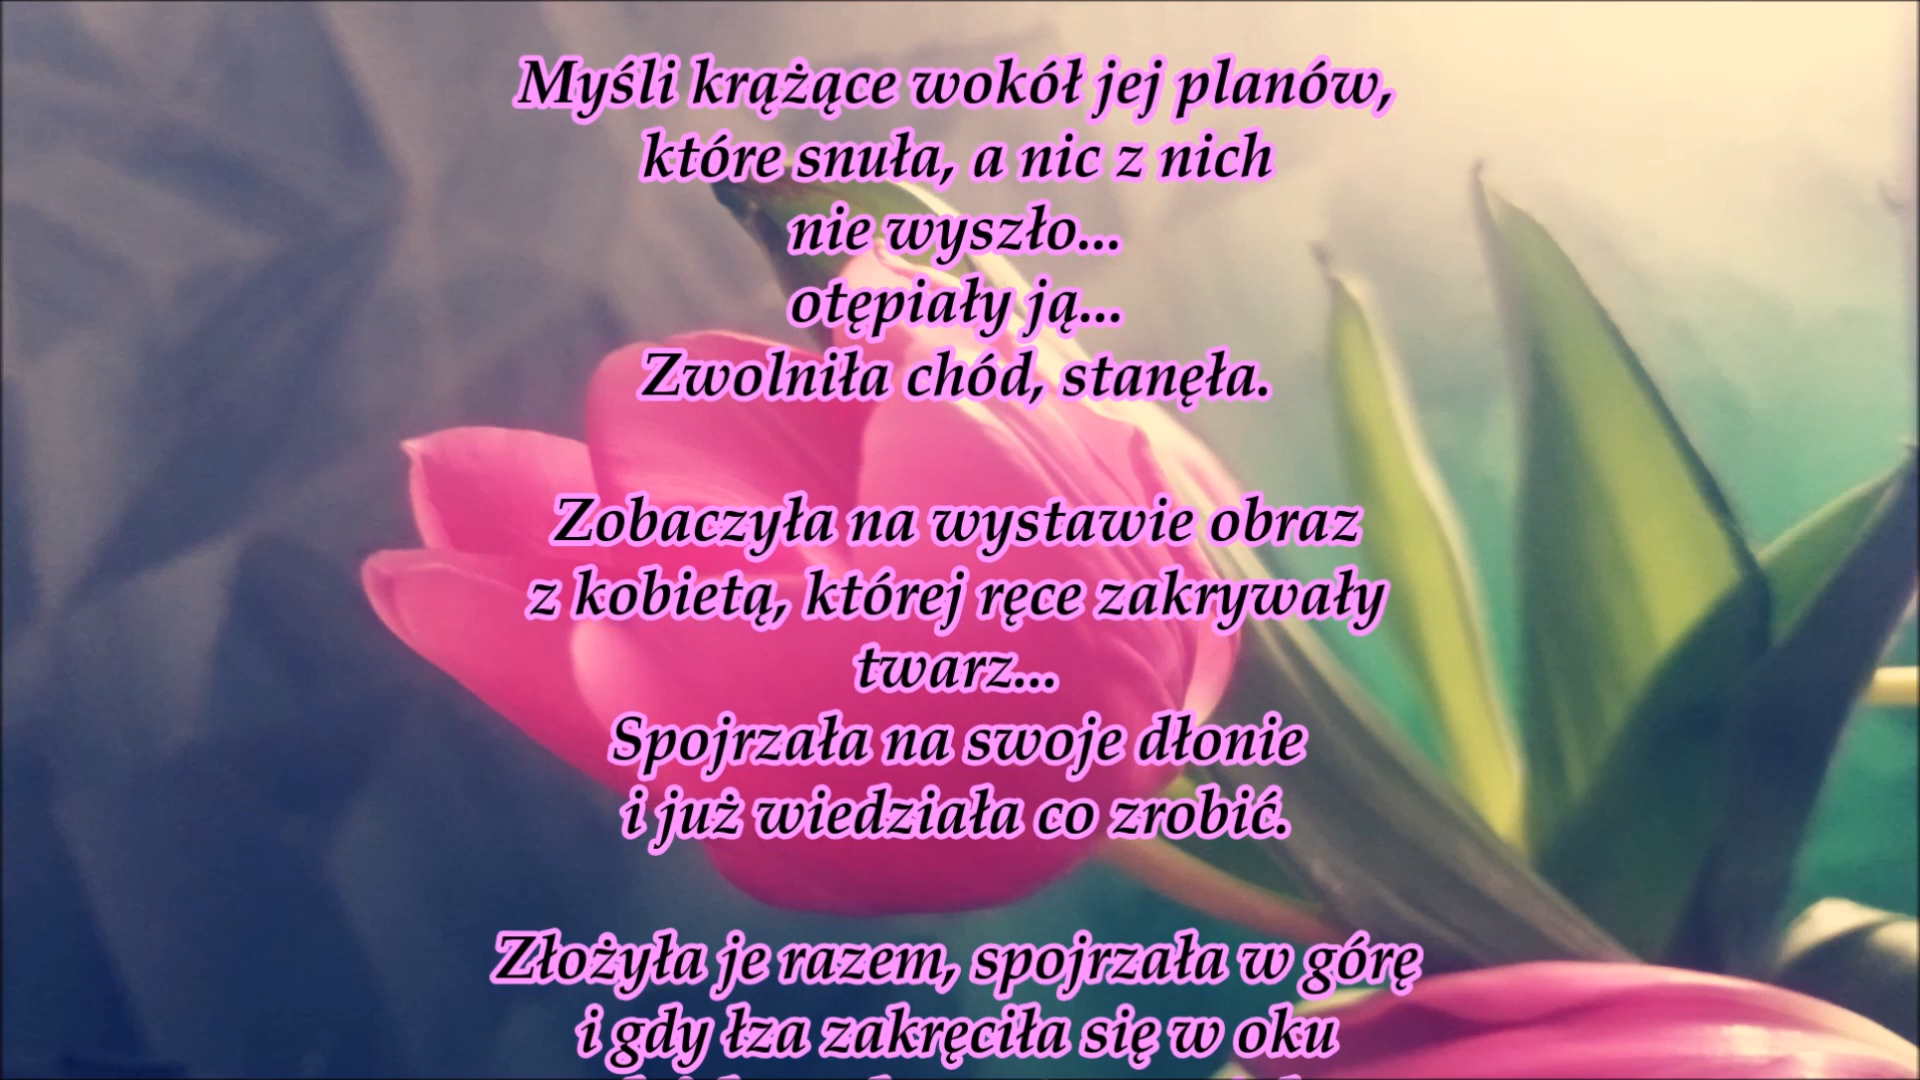 Myśli krążące wokół jej planów,
które snuła, a nic z nich
nie wyszło...
otępiały ją...
Zwolniła chód, stanęła.
Zobaczyła na wystawie obraz
z kobietą, której ręce zakrywały
twarz...
Spojrzała na swoje dłonie
i już wiedziała co zrobić.
Złożyła je razem, spojrzała w górę
i gdy łza zakręciła się w oku